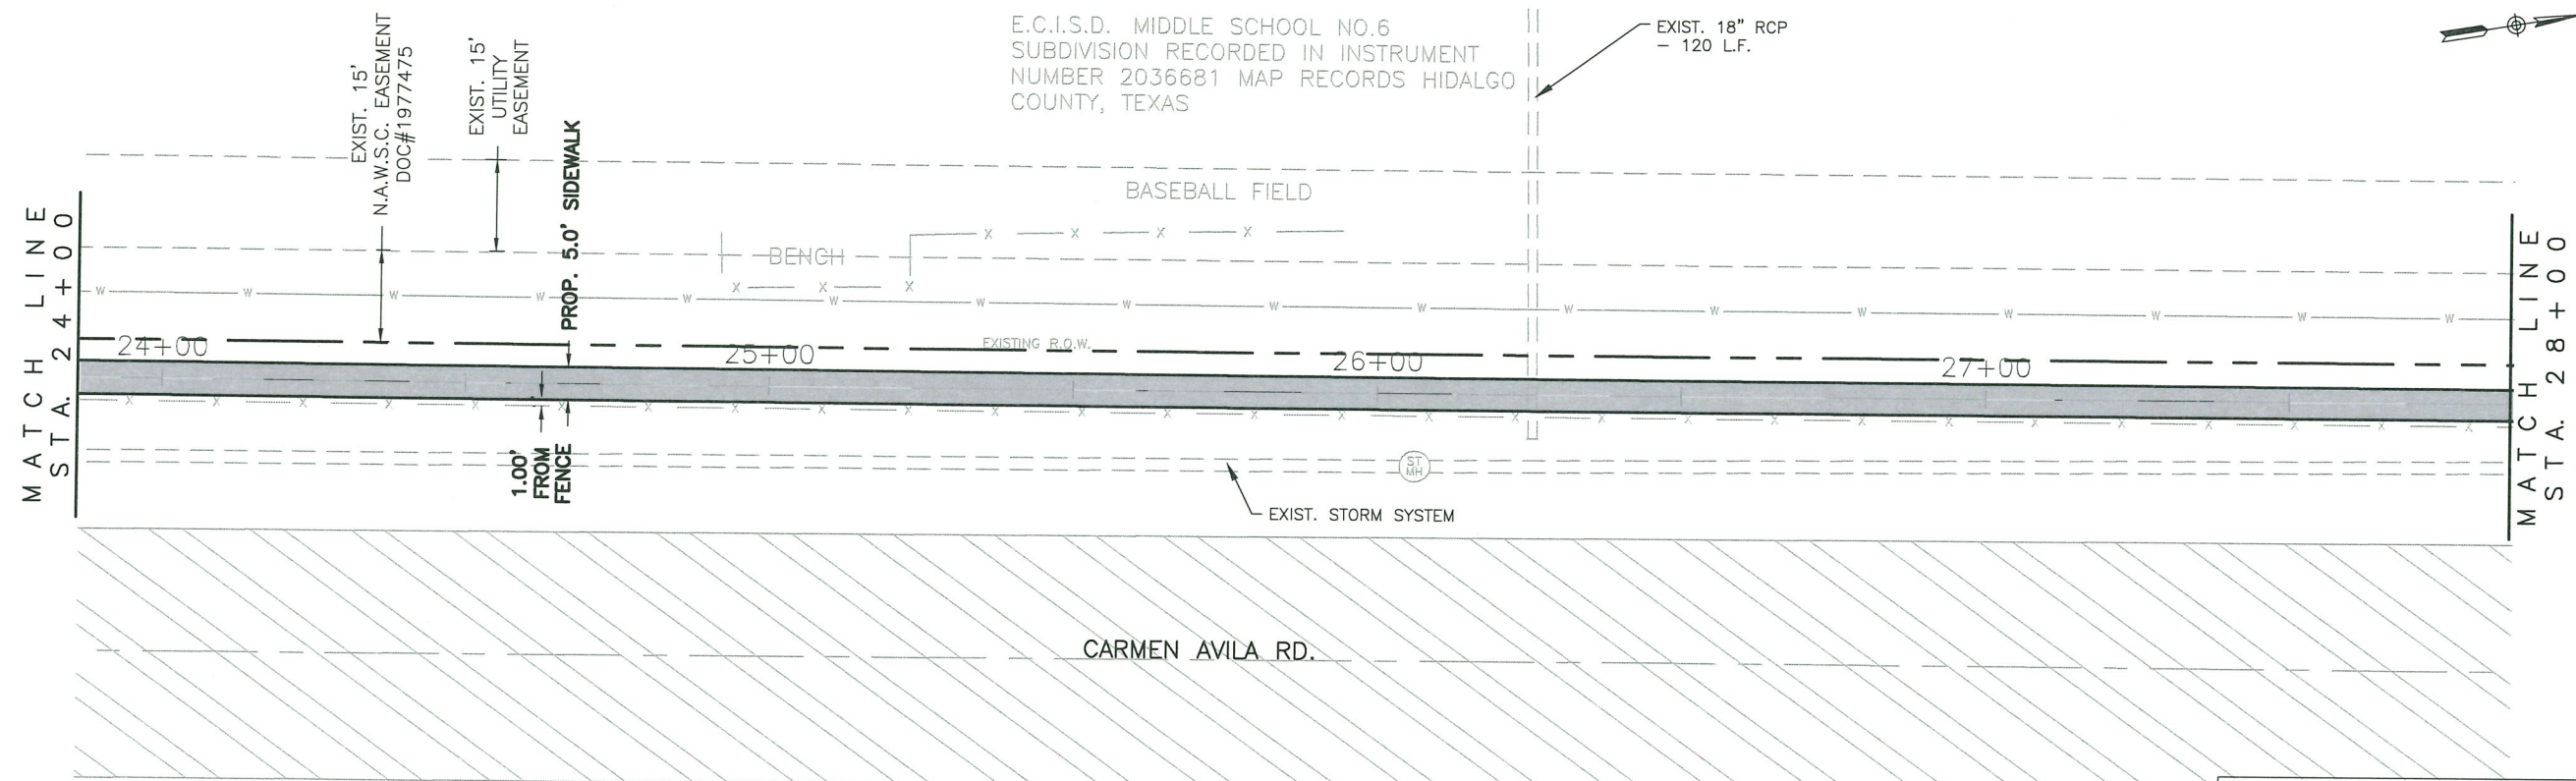 E.C.I.S.D. MIDDLE SCHOOL NO.6
SUBDIVISION RECORDED IN INSTRUMENT
NUMBER 2036681 MAP RECORDS HIDALGO
COUNTY, TEXAS
EXIST. 18" RCP
- 120 L.F.
EXIST. 15'
N.A.W.S.C. EASEMENT
DOC#1977475
EXIST. 15'
UTILITY
EASEMENT
PROP. 5.0' SIDEWALK
BASEBALL FIELD
BENCH
X X X X
X X X
W W W W W W W W W W W W W W W W W
MATCH LINE
STA. 24+00
24+00
25+00
EXISTING R.O.W.
26+00
27+00
MATCH LINE
STA. 28+00
X X X X X X X X X X X X X X X X X X X X X X X X X X X X
1.00'
FROM
FENCE
ST
MH
EXIST. STORM SYSTEM
CARMEN AVILA RD.